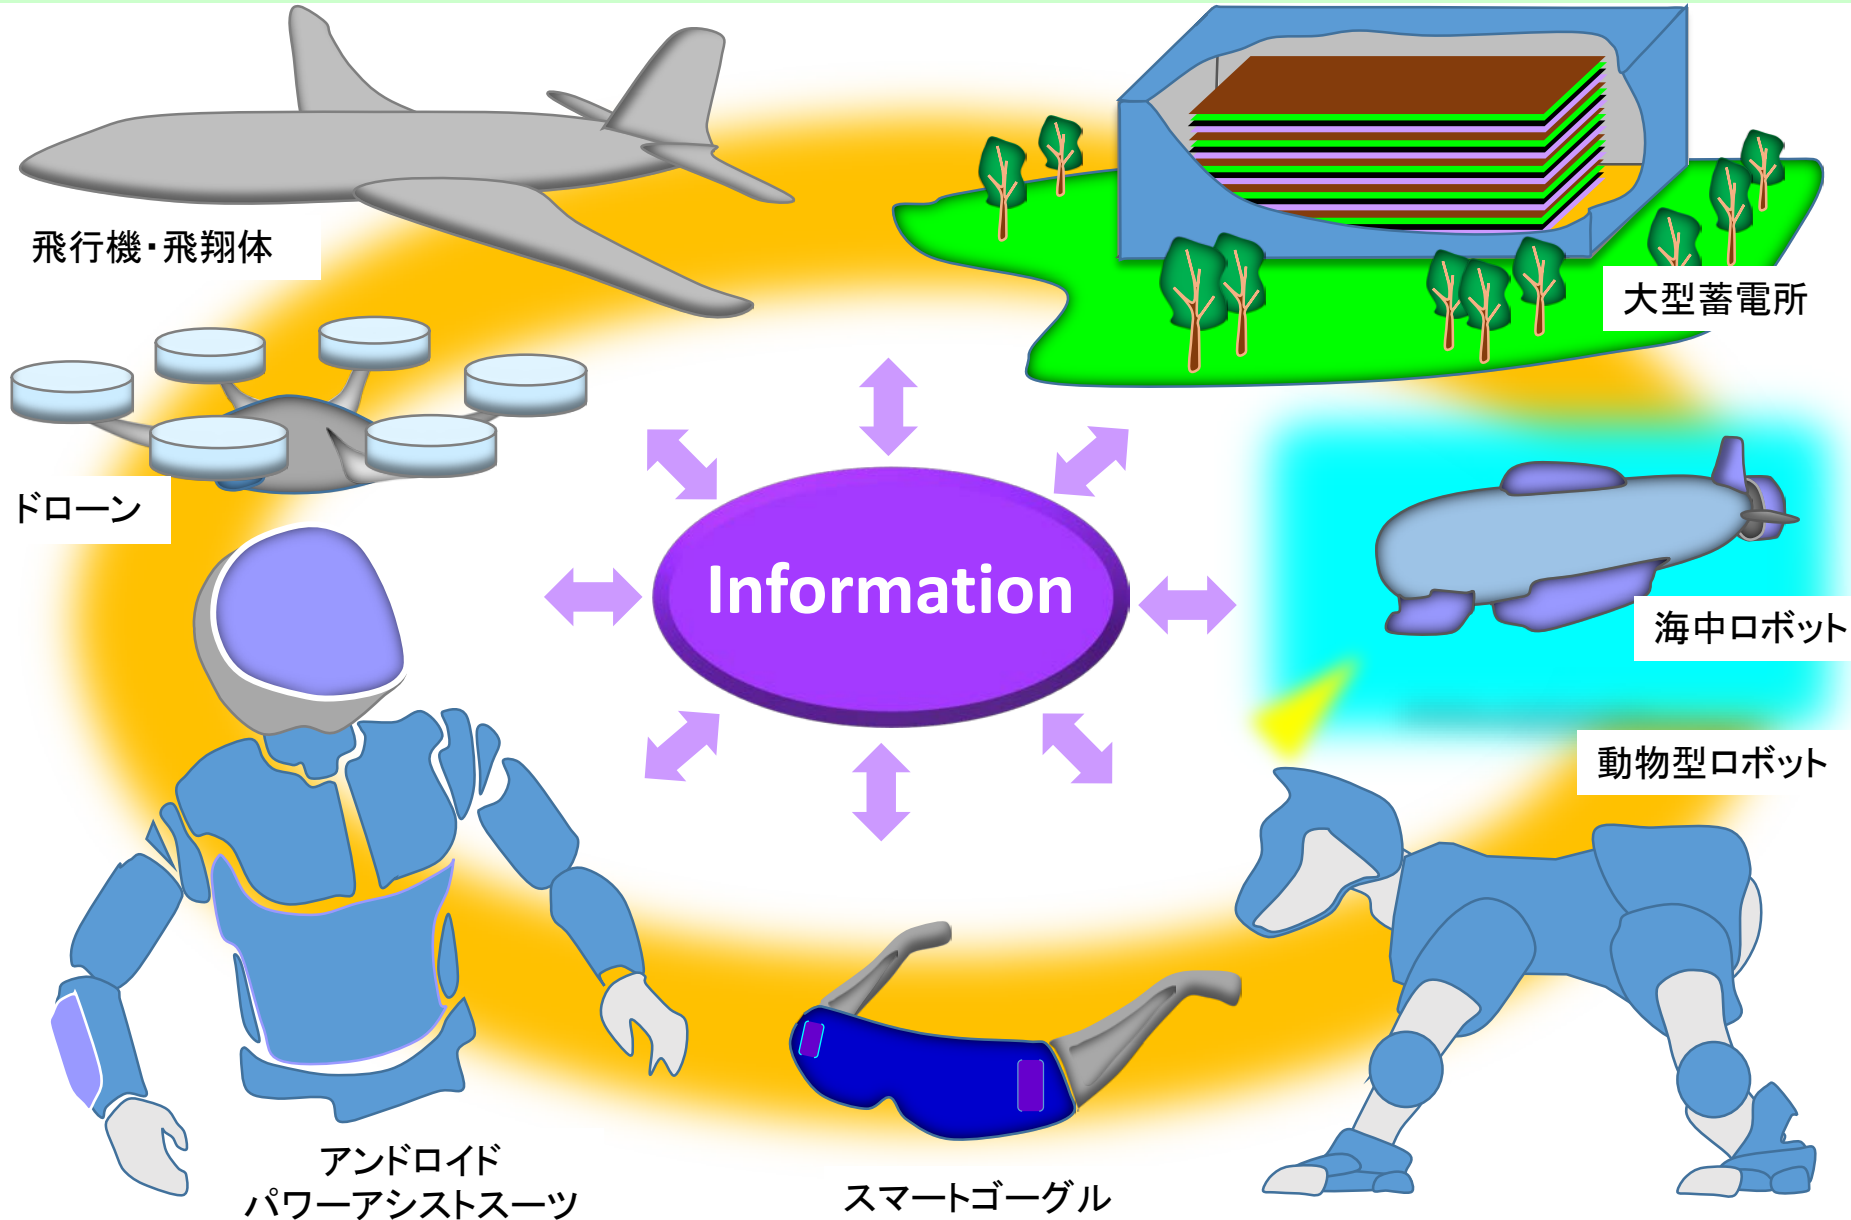 飛行機・飛翔体
大型蓄電所
ドローン
Information
海中ロボット
動物型ロボット
アンドロイド
パワーアシストスーツ
スマートゴーグル